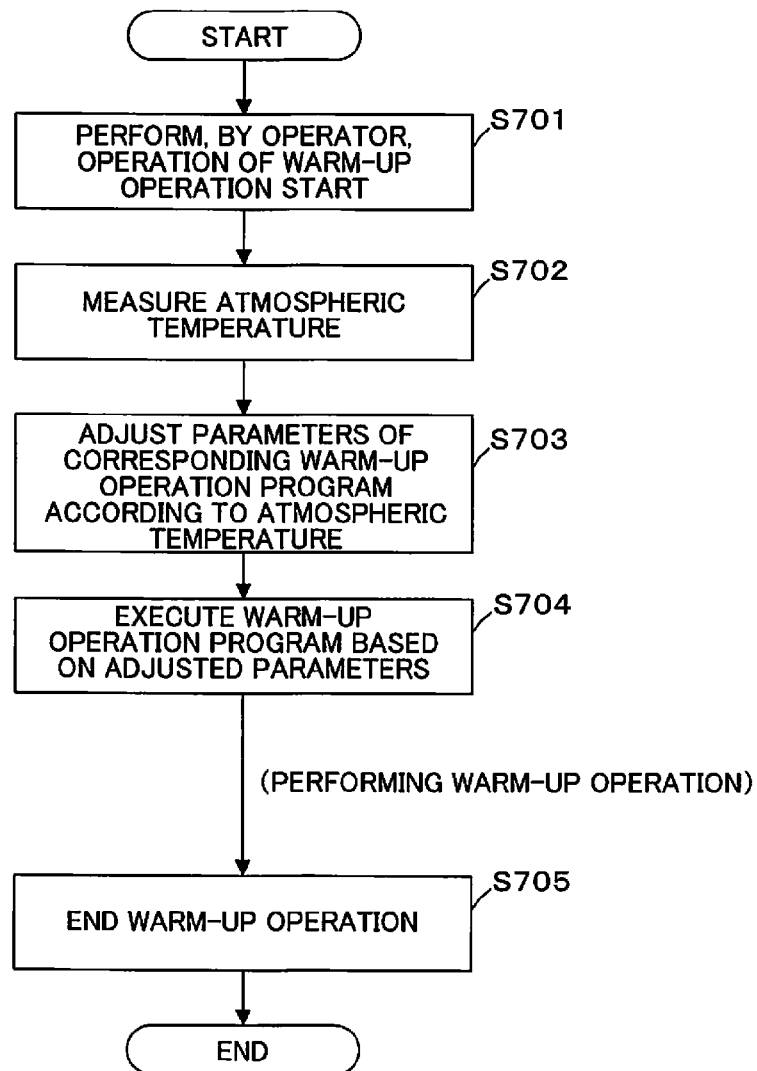 START
S701
PERFORM, BY OPERATOR,
OPERATION OF WARM-UP
OPERATION START
S702
MEASURE ATMOSPHERIC
TEMPERATURE
S703
ADJUST PARAMETERS OF
CORRESPONDING WARM-UP
OPERATION PROGRAM
ACCORDING TO ATMOSPHERIC
TEMPERATURE
S704
EXECUTE WARM-UP
OPERATION PROGRAM BASED
ON ADJUSTED PARAMETERS
(PERFORMING WARM-UP OPERATION)
S705
END WARM-UP OPERATION
END